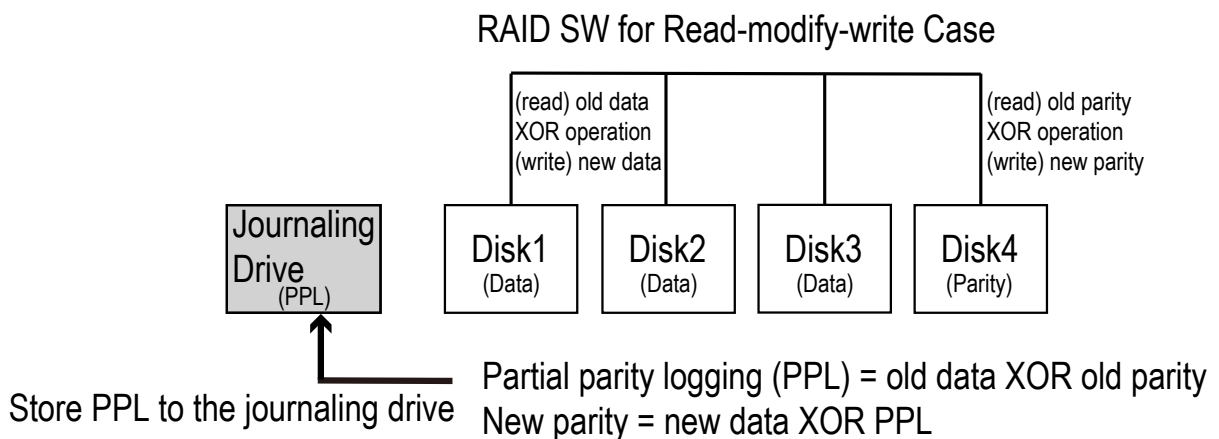 RAID SW for Read-modify-write Case
(read) old data
XOR operation
(write) new data
(read) old parity
XOR operation
(write) new parity
Journaling
Drive
(PPL)
Disk1
(Data)
Disk2
(Data)
Disk3
(Data)
Disk4
(Parity)
Store PPL to the journaling drive
Partial parity logging (PPL) = old data XOR old parity
New parity = new data XOR PPL